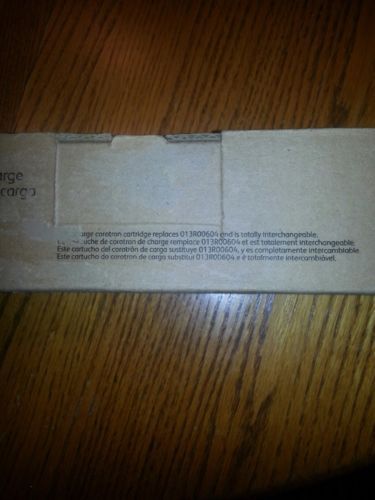 arge
cargo
arge corotron cartridge replaces 013R00604 and is totally interchangeable.
cartouche de corotron de charge remplace 013R00604 et est totalement interchangeable.
Este cartucho del corotrón de carga sustituye 013R00604, y es completamente intercambiable.
Este cartucho do corotron de carga substitui 013R00604 e é totalmente intercambiável.